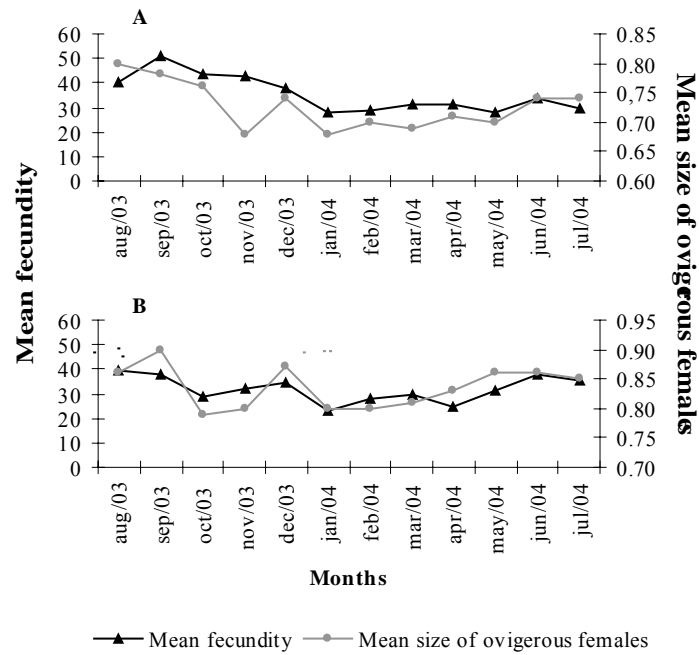 A
60
50
40
30
20
10
0
0.85
0.80
0.75
0.70
0.65
0.60
aug/03
sep/03
oct/03
nov/03
dec/03
jan/04
feb/04
mar/04
apr/04
may/04
jun/04
jul/04
Mean fecundity
Mean size of ovigerous females
B
60
50
40
30
20
10
0
0.95
0.90
0.85
0.80
0.75
0.70
aug/03
sep/03
oct/03
nov/03
dec/03
jan/04
feb/04
mar/04
apr/04
may/04
jun/04
jul/04
Months
Mean fecundity Mean size of ovigerous females